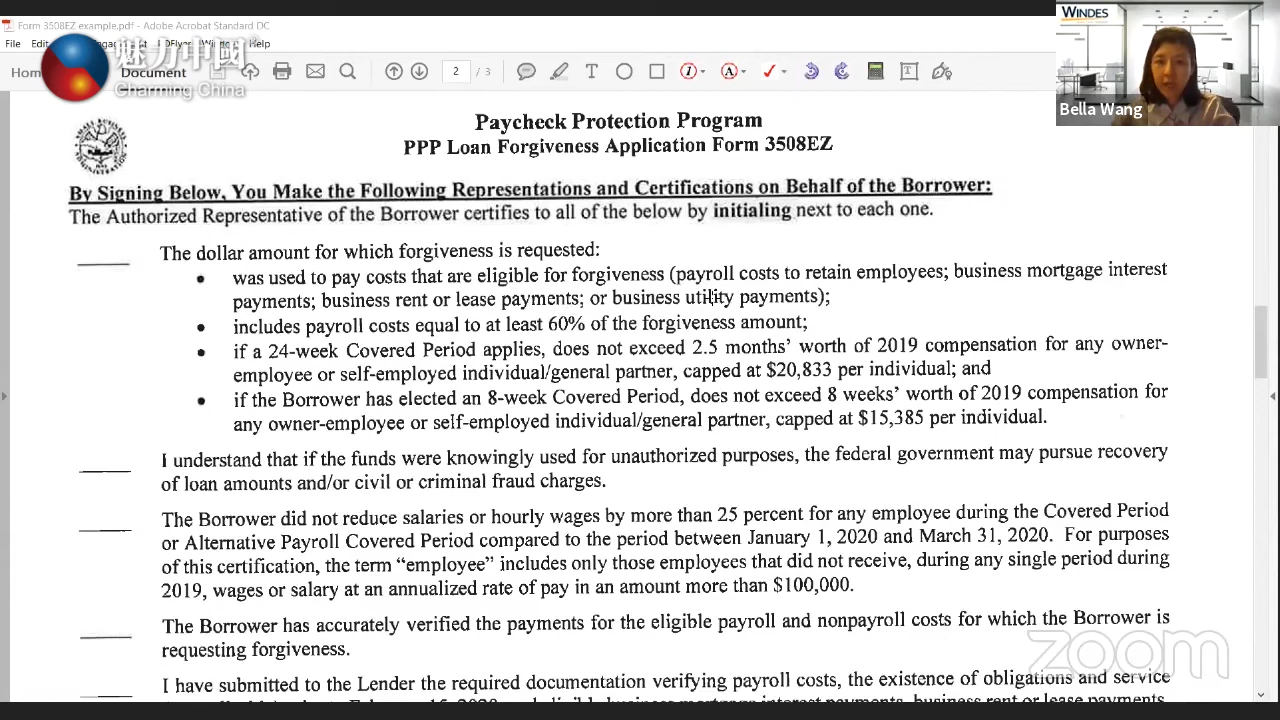 Form 3508EZ example.pdf - Adobe Acrobat Standard DC
WINDES
File Edit Help
魅力中國
Charming China
Document
2 / 3
Bella Wang
Paycheck Protection Program
PPP Loan Forgiveness Application Form 3508EZ
By Signing Below, You Make the Following Representations and Certifications on Behalf of the Borrower:
The Authorized Representative of the Borrower certifies to all of the below by initialing next to each one.
The dollar amount for which forgiveness is requested:
• was used to pay costs that are eligible for forgiveness (payroll costs to retain employees; business mortgage interest
payments; business rent or lease payments; or business utility payments);
• includes payroll costs equal to at least 60% of the forgiveness amount;
• if a 24-week Covered Period applies, does not exceed 2.5 months’ worth of 2019 compensation for any owner-
employee or self-employed individual/general partner, capped at $20,833 per individual; and
• if the Borrower has elected an 8-week Covered Period, does not exceed 8 weeks’ worth of 2019 compensation for
any owner-employee or self-employed individual/general partner, capped at $15,385 per individual.
I understand that if the funds were knowingly used for unauthorized purposes, the federal government may pursue recovery
of loan amounts and/or civil or criminal fraud charges.
The Borrower did not reduce salaries or hourly wages by more than 25 percent for any employee during the Covered Period
or Alternative Payroll Covered Period compared to the period between January 1, 2020 and March 31, 2020. For purposes
of this certification, the term “employee” includes only those employees that did not receive, during any single period during
2019, wages or salary at an annualized rate of pay in an amount more than $100,000.
The Borrower has accurately verified the payments for the eligible payroll and nonpayroll costs for which the Borrower is
requesting forgiveness.
zoom
I have submitted to the Lender the required documentation verifying payroll costs, the existence of obligations and service
business rent or lease payments,